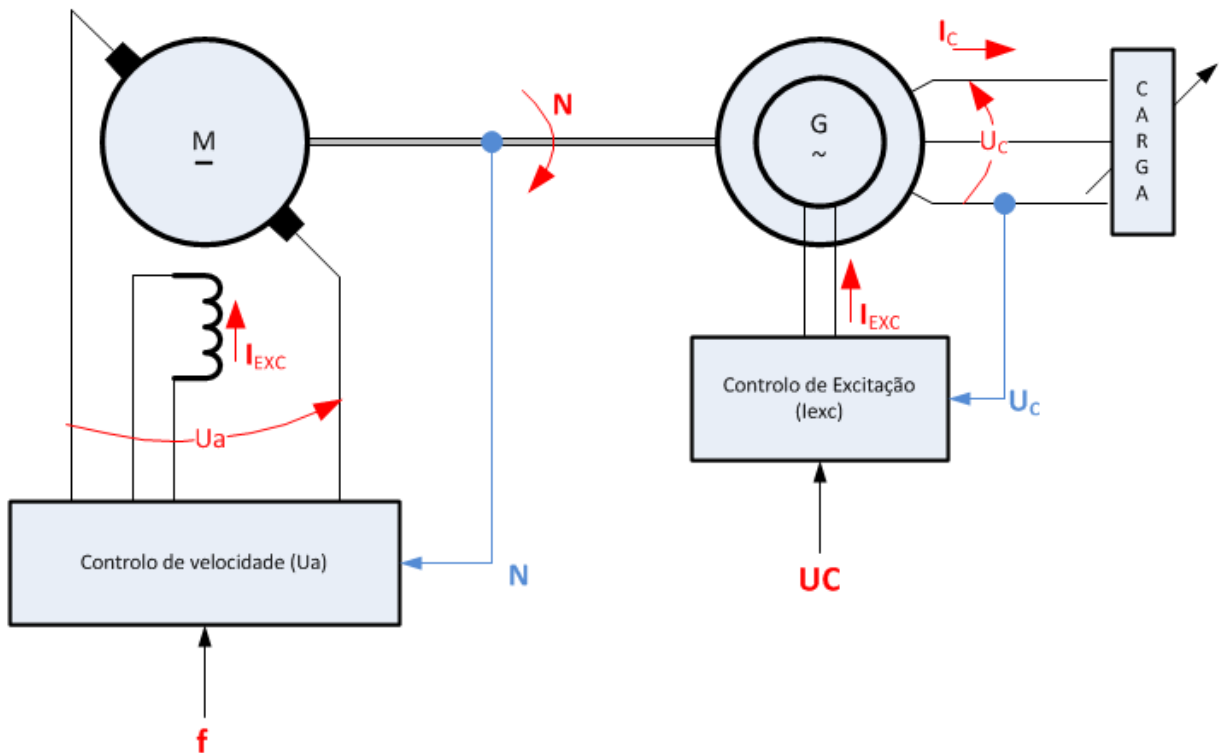 I_C
N
M
G
~
U_C
C
A
R
G
A
I_EXC
I_EXC
Controlo de Excitação
(Iexc)
U_C
Ua
Controlo de velocidade (Ua)
N
UC
f